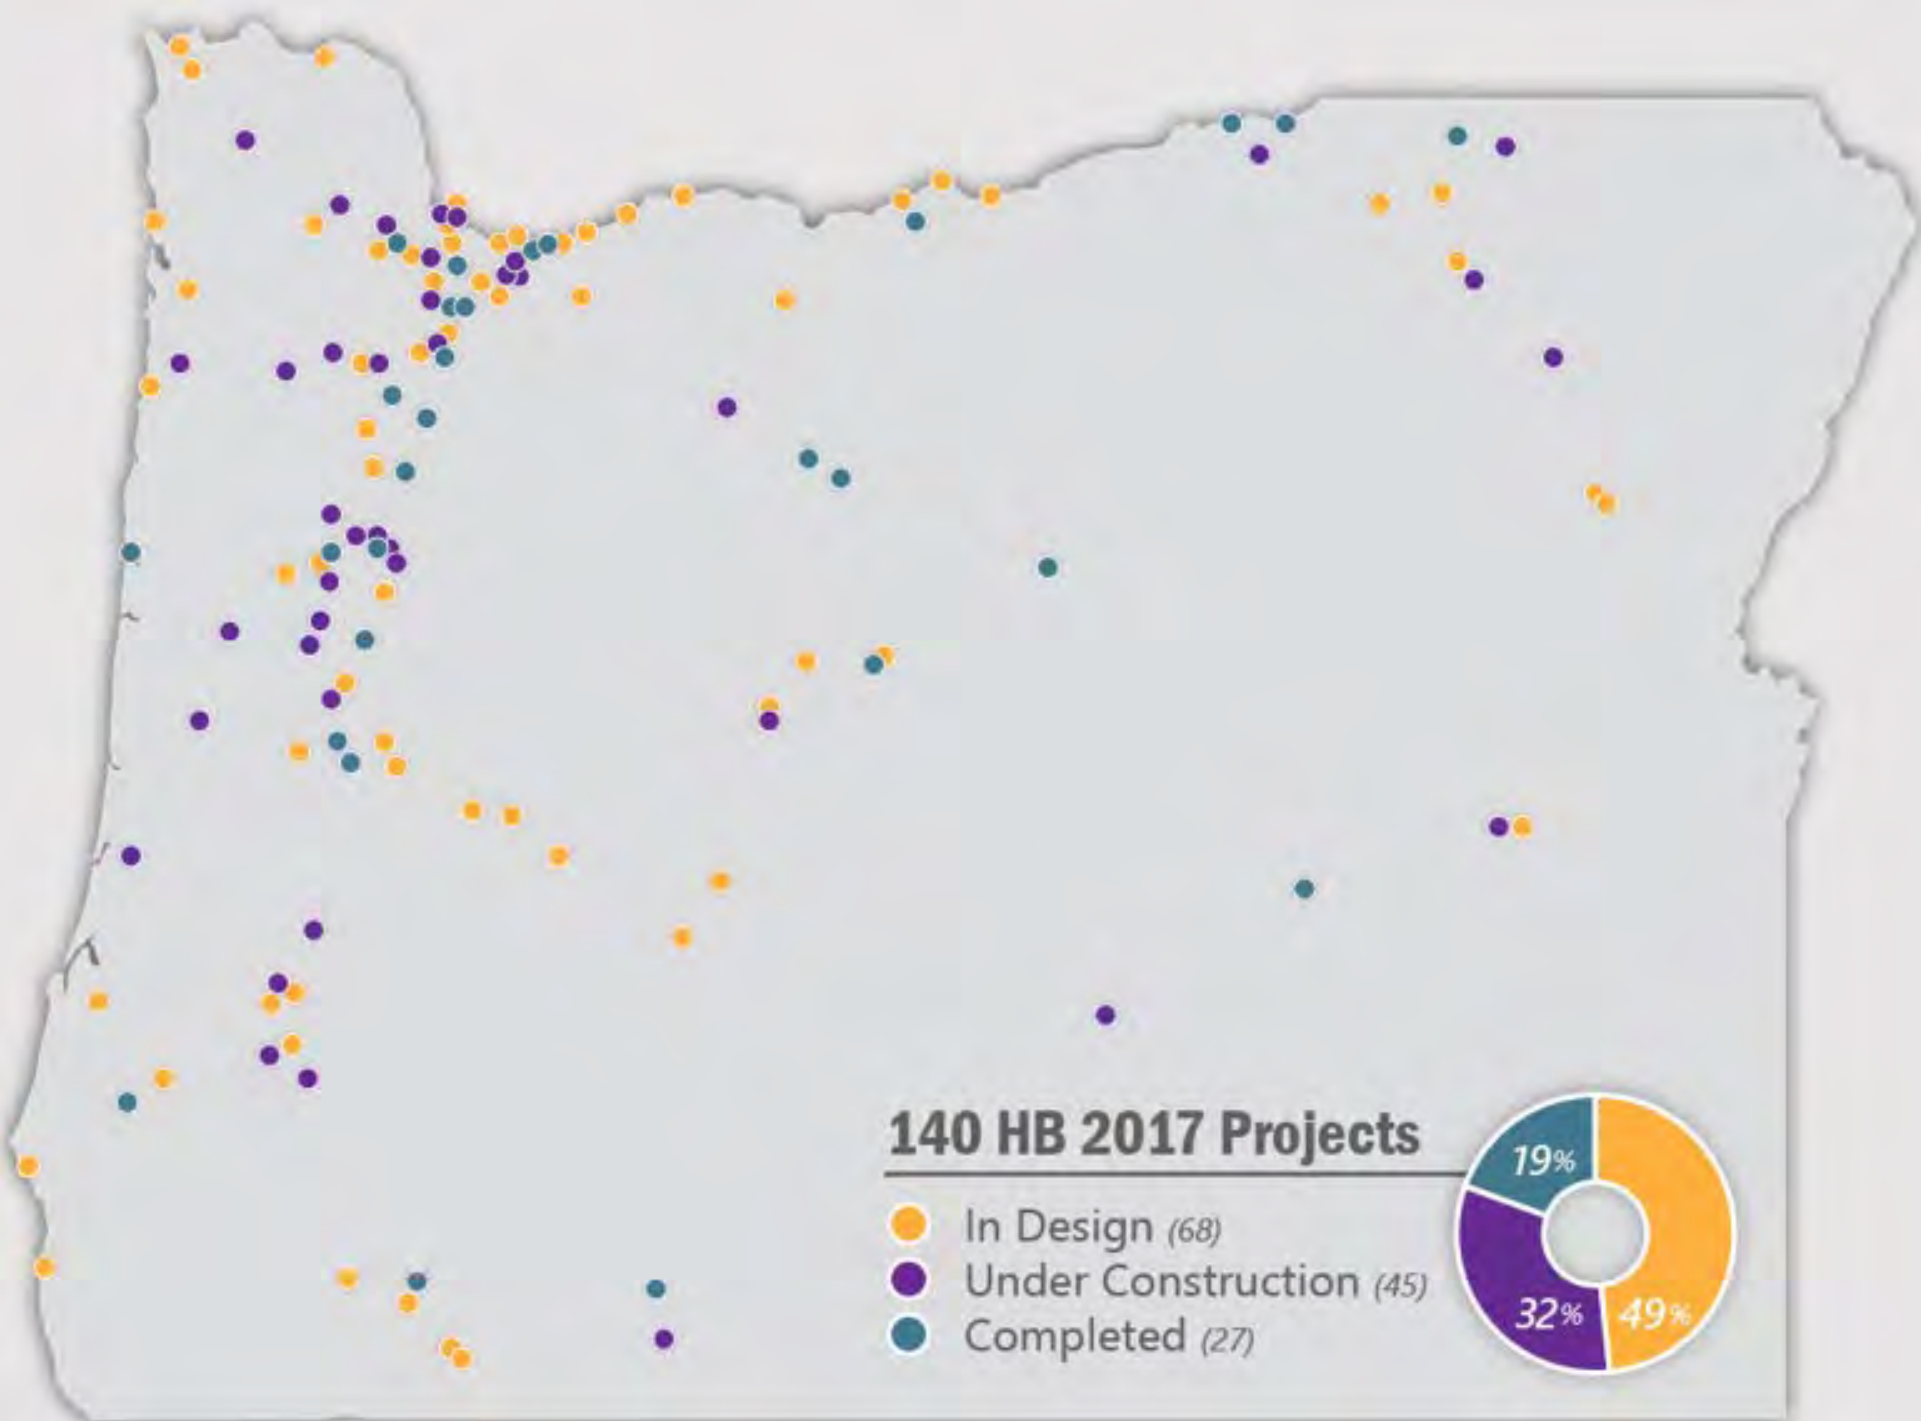 140 HB 2017 Projects
In Design (68)
Under Construction (45)
Completed (27)
19%
32%
49%